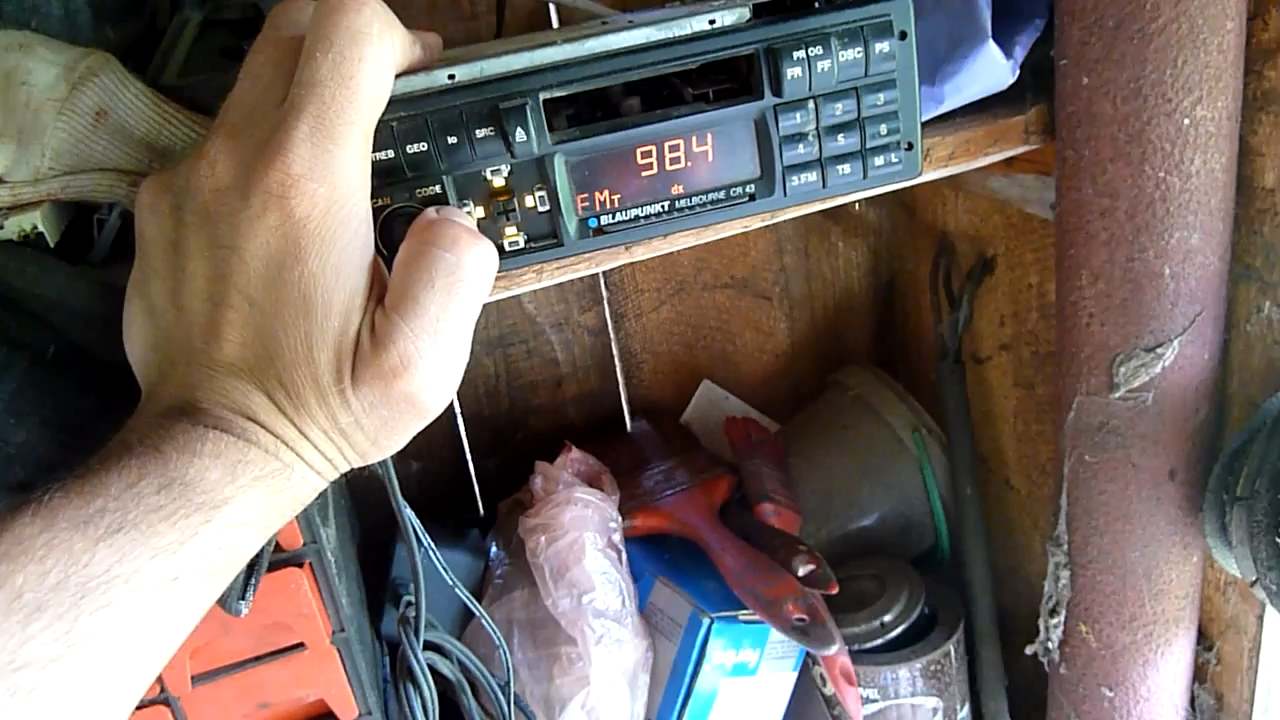 PROG
FR FF DSC PS
TREB GEO lo SRC
1 2 3
4 5 6
3 FM TS M L
CODE
98.4
FMT dx
BLAUPUNKT MELBOURNE CR 43